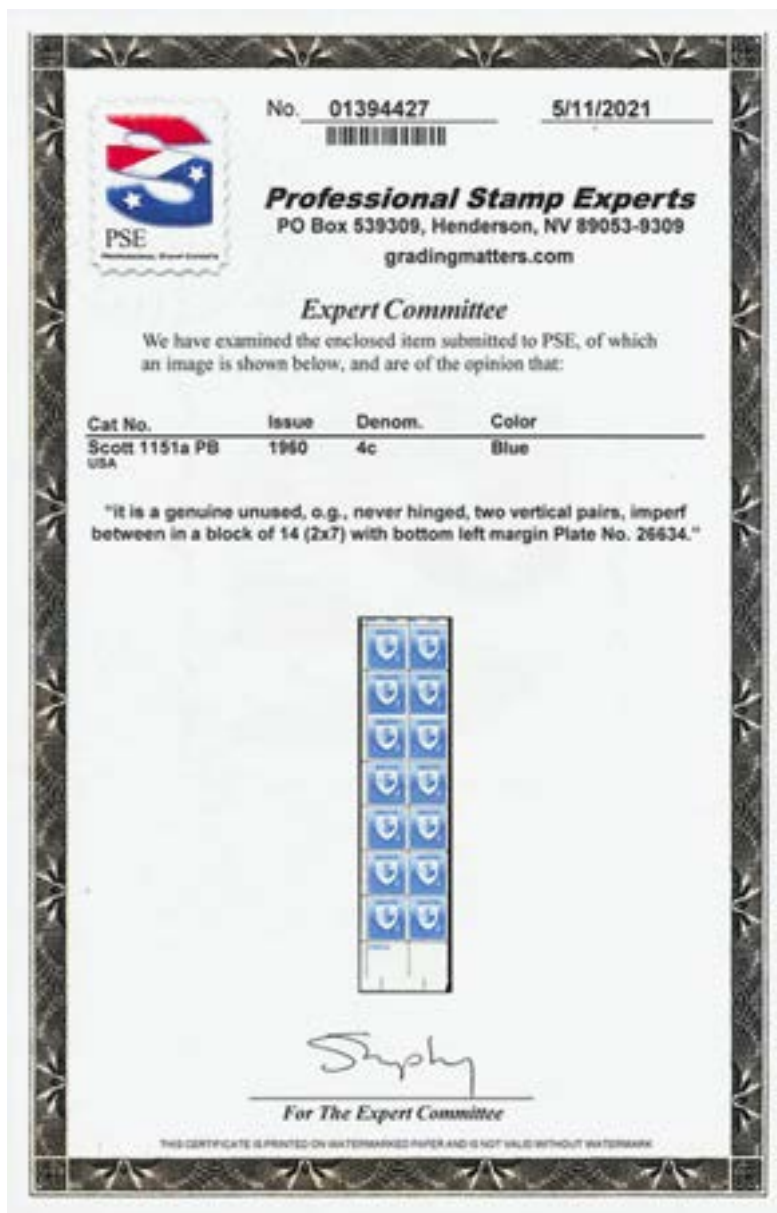 No. 01394427 5/11/2021
PSE
Professional Stamp Experts
PO Box 539309, Henderson, NV 89053-9309
gradingmatters.com
Expert Committee
We have examined the enclosed item submitted to PSE, of which
an image is shown below, and are of the opinion that:
Cat No. Issue Denom. Color
Scott 1151a PB 1960 4c Blue
USA
"it is a genuine unused, o.g., never hinged, two vertical pairs, imperf
between in a block of 14 (2x7) with bottom left margin Plate No. 26634."
For The Expert Committee
THIS CERTIFICATE IS PRINTED ON WATERMARKED PAPER AND IS NOT VALID WITHOUT WATERMARK